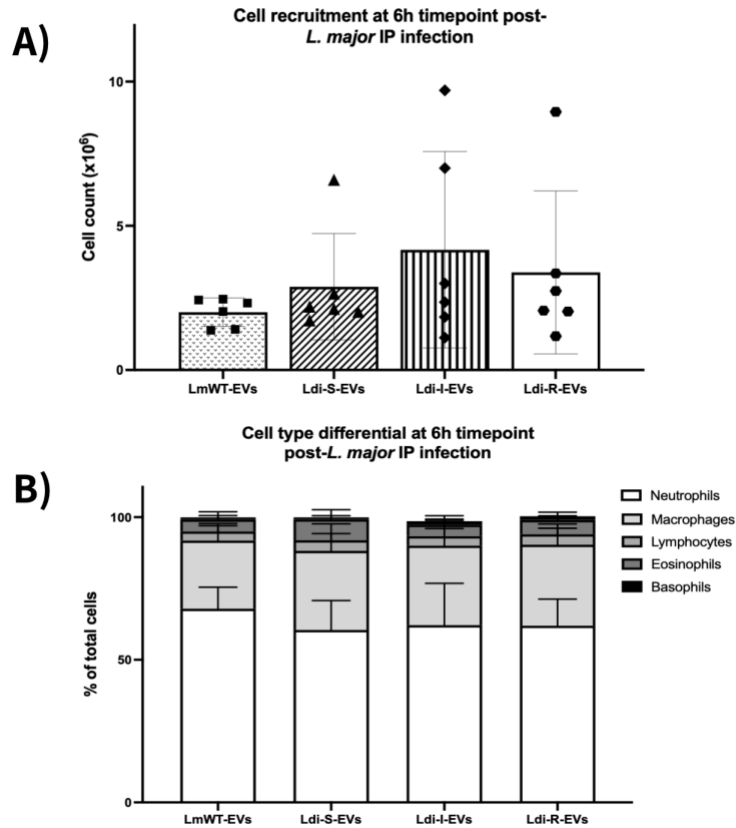 A)
Cell recruitment at 6h timepoint post-
L. major IP infection
Cell count (x10⁶)
10
5
0
LmWT-EVs Ldi-S-EVs Ldi-I-EVs Ldi-R-EVs
Cell type differential at 6h timepoint
post-L. major IP infection
B)
% of total cells
100
50
0
LmWT-EVs Ldi-S-EVs Ldi-I-EVs Ldi-R-EVs
Neutrophils
Macrophages
Lymphocytes
Eosinophils
Basophils